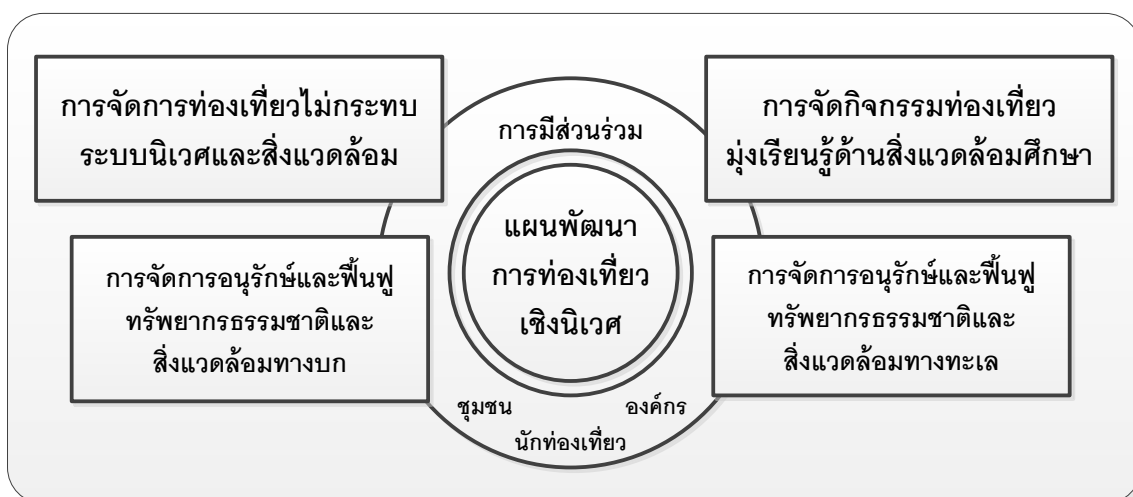 การจัดการท่องเที่ยวไม่กระทบ
ระบบนิเวศและสิ่งแวดล้อม
การมีส่วนร่วม
การจัดกิจกรรมท่องเที่ยว
มุ่งเรียนรู้ด้านสิ่งแวดล้อมศึกษา
แผนพัฒนา
การท่องเที่ยว
เชิงนิเวศ
การจัดการอนุรักษ์และฟื้นฟู
ทรัพยากรธรรมชาติและ
สิ่งแวดล้อมทางบก
การจัดการอนุรักษ์และฟื้นฟู
ทรัพยากรธรรมชาติและ
สิ่งแวดล้อมทางทะเล
ชุมชน
องค์กร
นักท่องเที่ยว